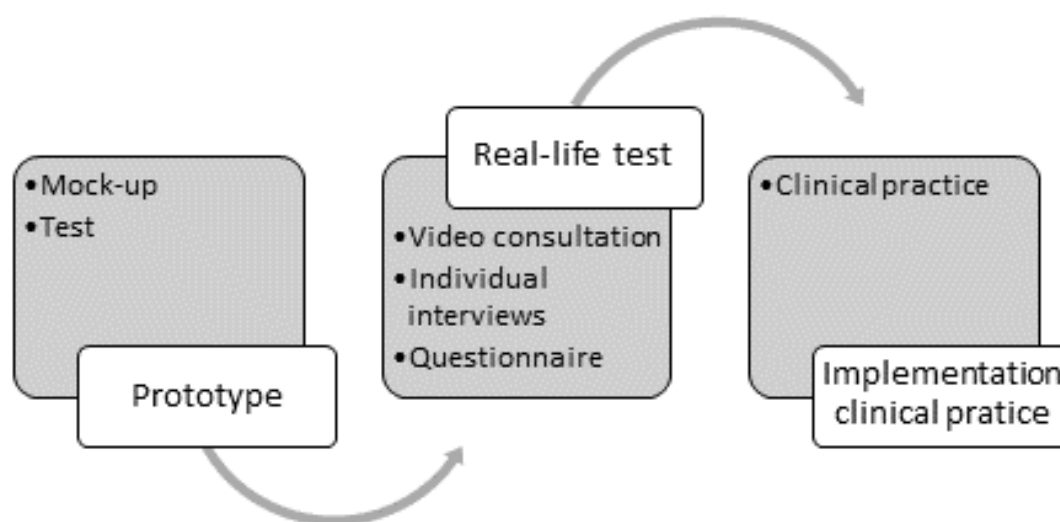 •Mock-up
•Test
Prototype
Real-life test
•Video consultation
•Individual
interviews
•Questionnaire
•Clinical practice
Implementation
clinical pratice